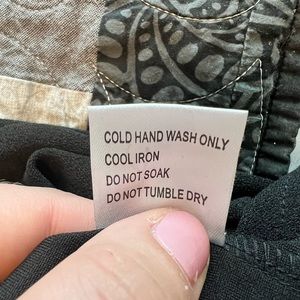 COLD HAND WASH ONLY
COOL IRON
DO NOT SOAK
DO NOT TUMBLE DRY